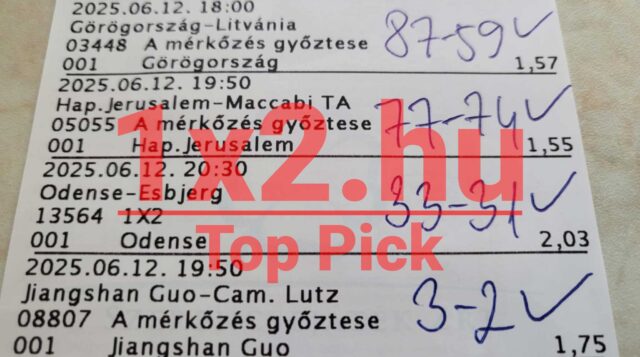 2025.06.12. 18:00
Görögország-Litvánia
03448 A mérkőzés győztese
001 Görögország 1,57
87-59 ✓
2025.06.12. 19:50
Hap.Jerusalem-Maccabi TA
05055 A mérkőzés győztese
001 Hap.Jerusalem 1,55
77-74 ✓
2025.06.12. 20:30
Odense-Esbjerg
13564 1X2
001 Odense 2,03
33-31 ✓
2025.06.12. 19:50
Jiangshan Guo-Cam. Lutz
08807 A mérkőzés győztese
001 Jiangshan Guo 1,75
3-2 ✓
1x2.hu
Top Pick